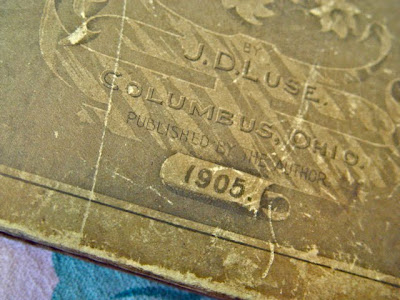 BY
J.D.LUSE.
COLUMBUS, OHIO.
PUBLISHED BY THE AUTHOR.
1905.